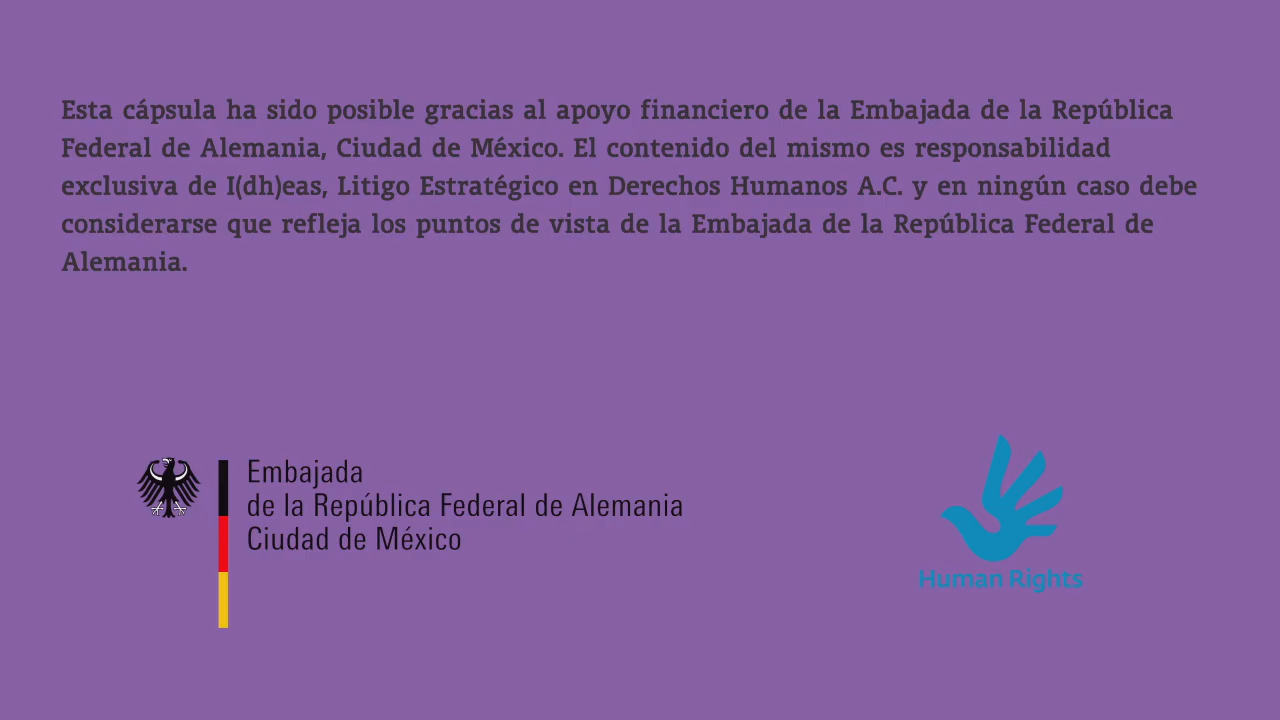 Esta cápsula ha sido posible gracias al apoyo financiero de la Embajada de la República
Federal de Alemania, Ciudad de México. El contenido del mismo es responsabilidad
exclusiva de I(dh)eas, Litigo Estratégico en Derechos Humanos A.C. y en ningún caso debe
considerarse que refleja los puntos de vista de la Embajada de la República Federal de
Alemania.
Embajada
de la República Federal de Alemania
Ciudad de México
Human Rights